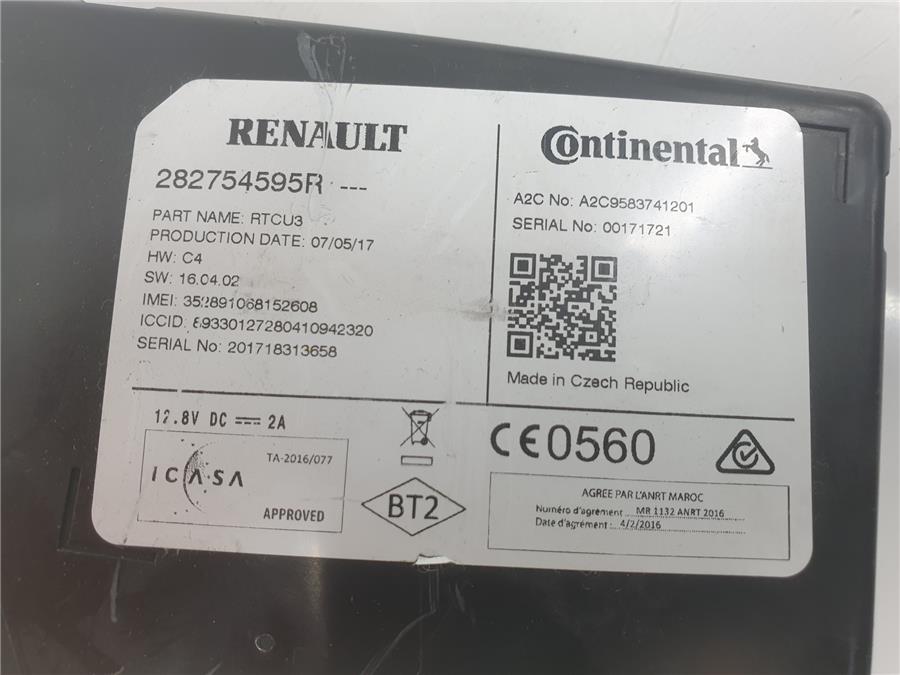 RENAULT
282754595R ---
PART NAME: RTCU3
PRODUCTION DATE: 07/05/17
HW: C4
SW: 16.04.02
IMEI: 352891068152608
ICCID: 89330127280410942320
SERIAL No: 201718313658
Continental
A2C No: A2C9583741201
SERIAL No: 00171721
Made in Czech Republic
12.8V DC 2A
TA-2016/077
ICASA
APPROVED
BT2
CE0560
AGREE PAR L'ANRT MAROC
Numéro d'agrement : MR 1132 ANRT 2016
Date d'agrément : 4/2/2016